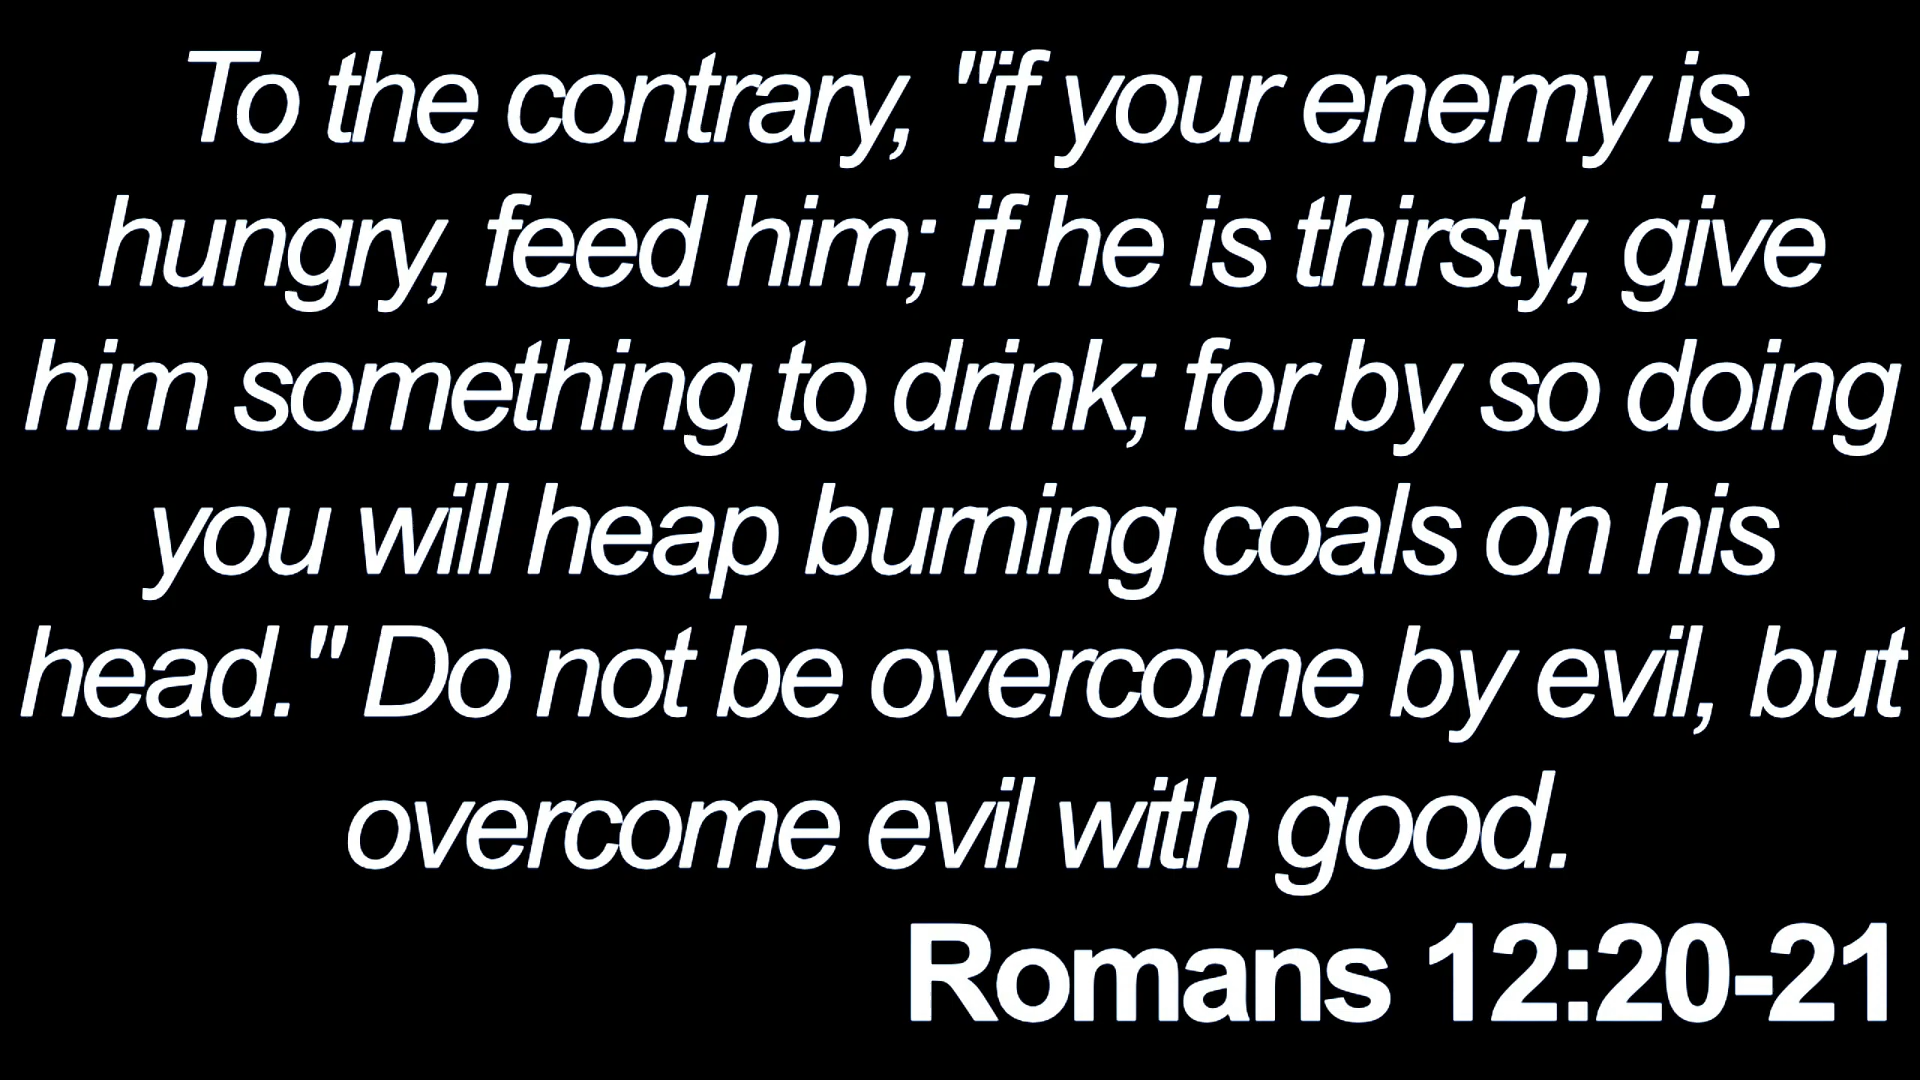 To the contrary, "if your enemy is
hungry, feed him; if he is thirsty, give
him something to drink; for by so doing
you will heap burning coals on his
head." Do not be overcome by evil, but
overcome evil with good.
Romans 12:20-21